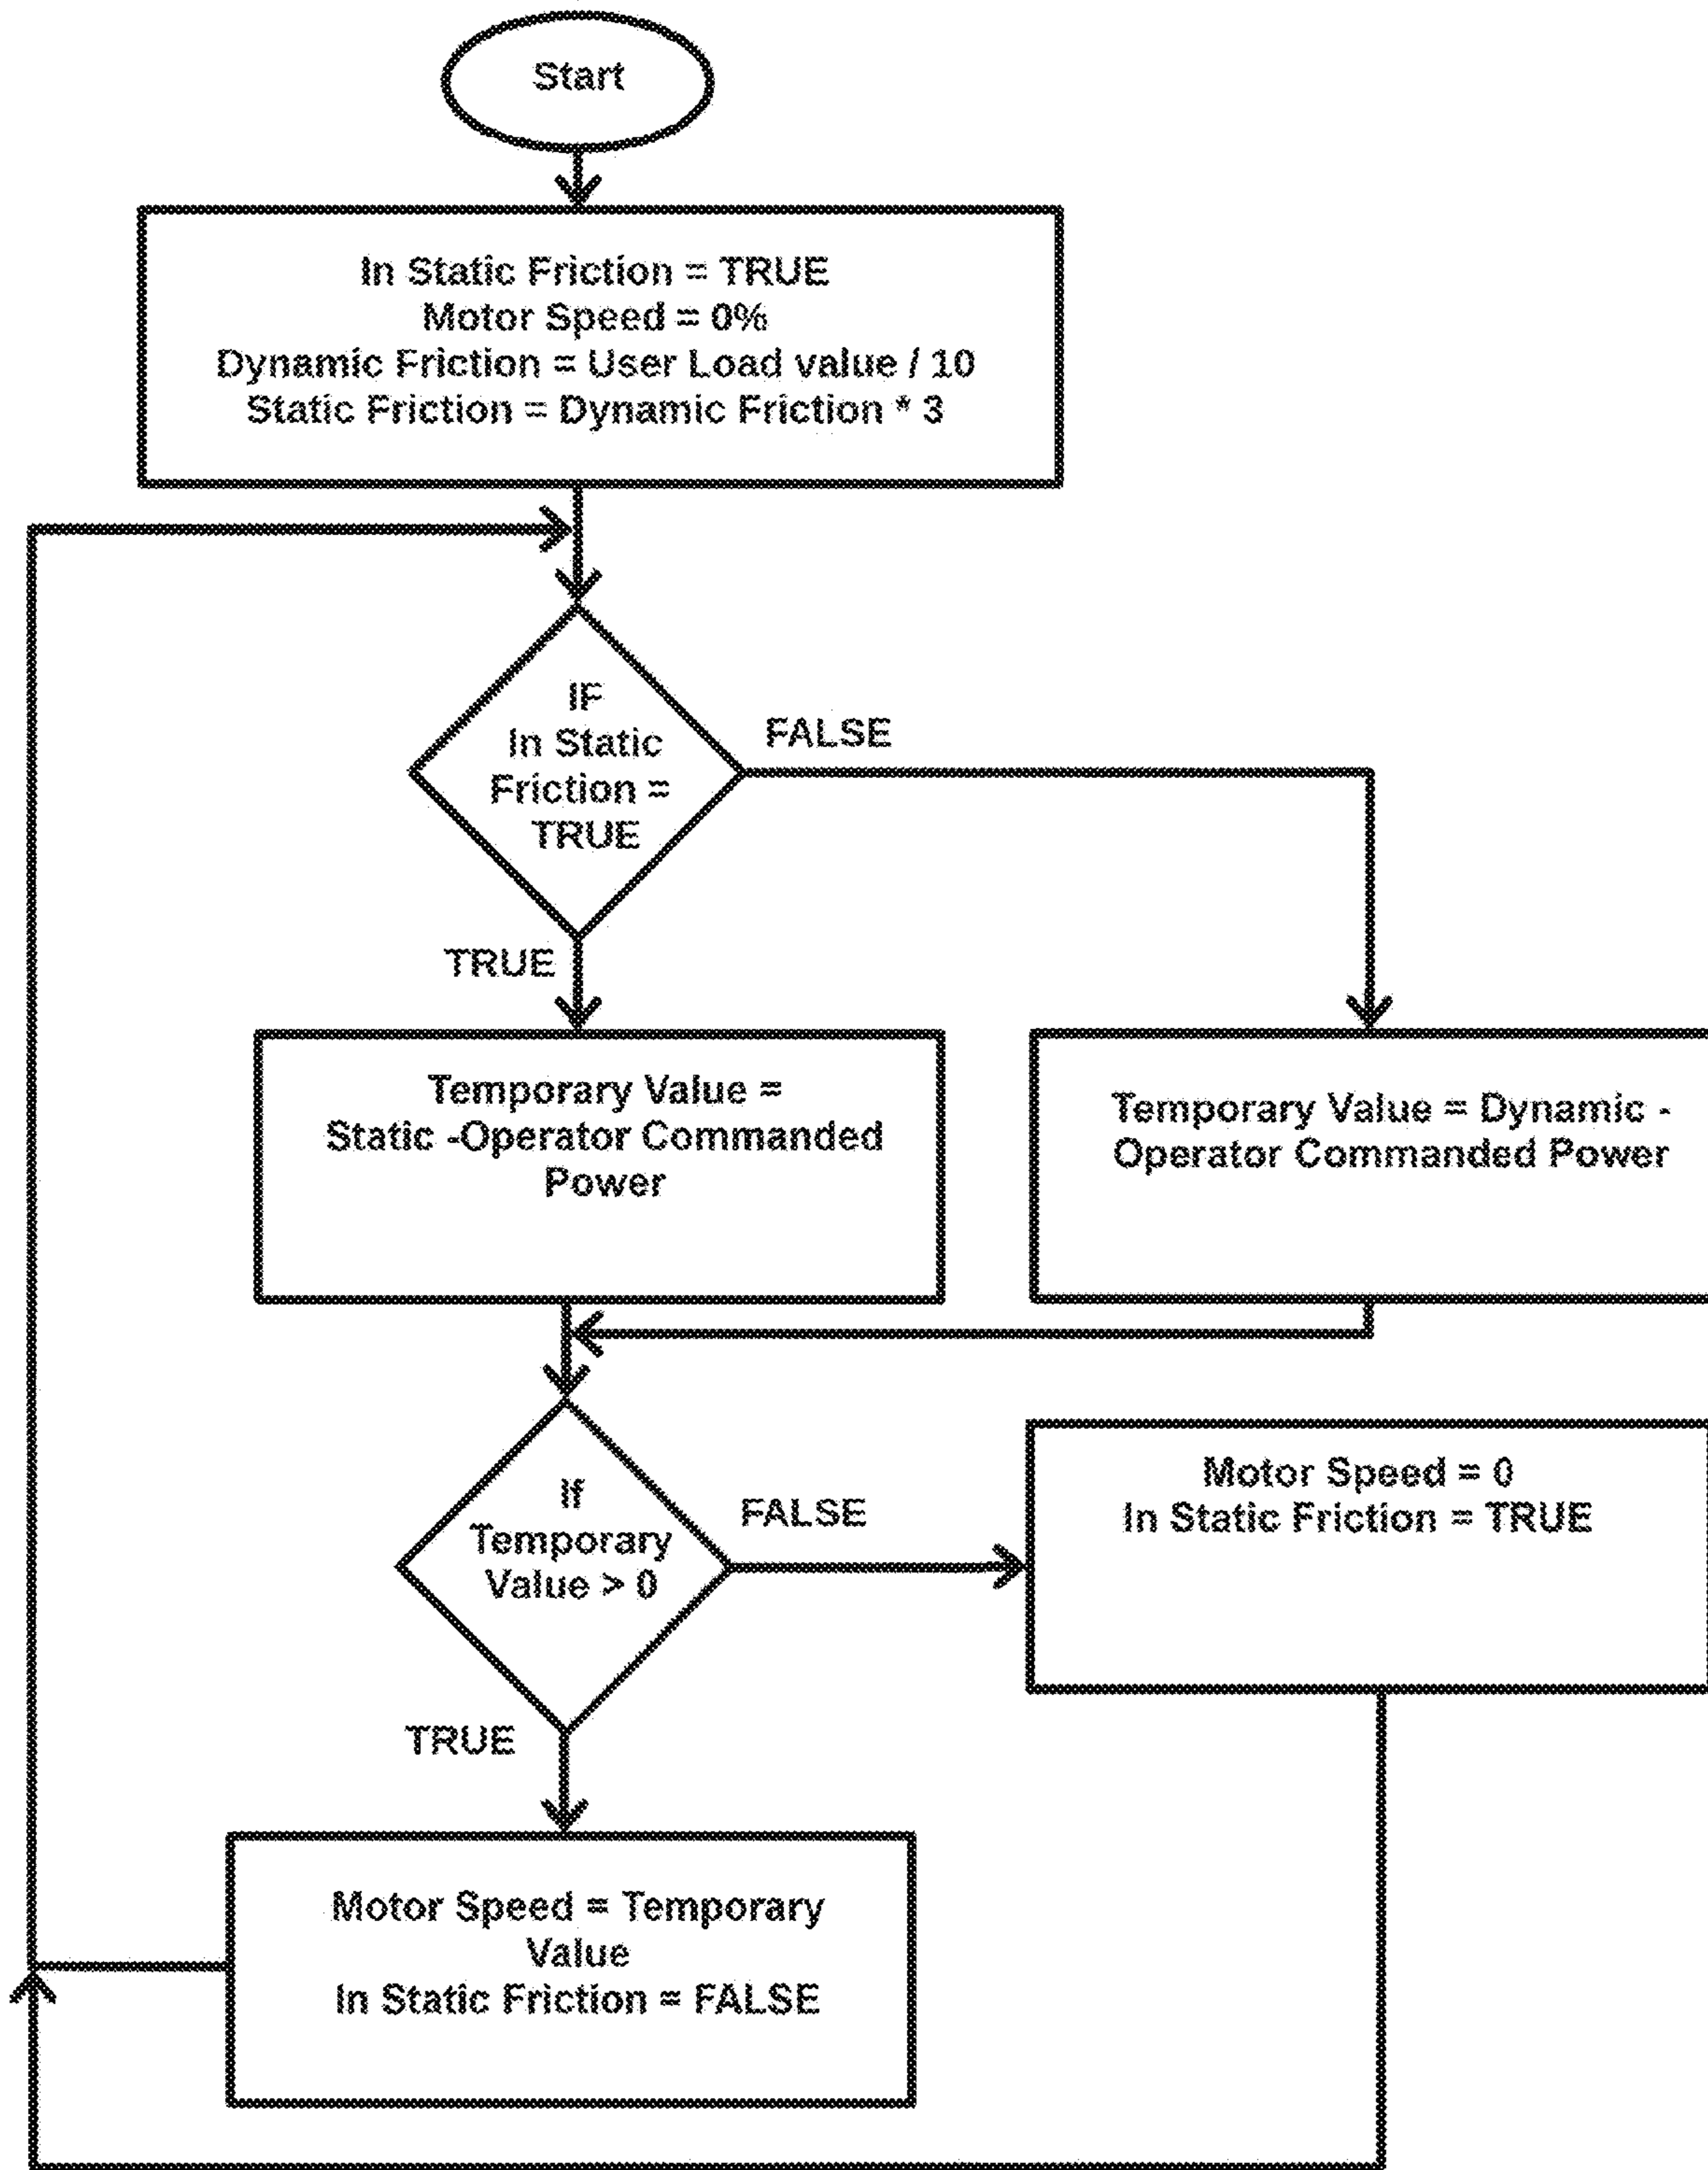 Start
In Static Friction = TRUE
Motor Speed = 0%
Dynamic Friction = User Load value / 10
Static Friction = Dynamic Friction * 3
IF
In Static
Friction =
TRUE
FALSE
TRUE
Temporary Value =
Static -Operator Commanded
Power
Temporary Value = Dynamic -
Operator Commanded Power
If
Temporary
Value > 0
FALSE
Motor Speed = 0
In Static Friction = TRUE
TRUE
Motor Speed = Temporary
Value
In Static Friction = FALSE